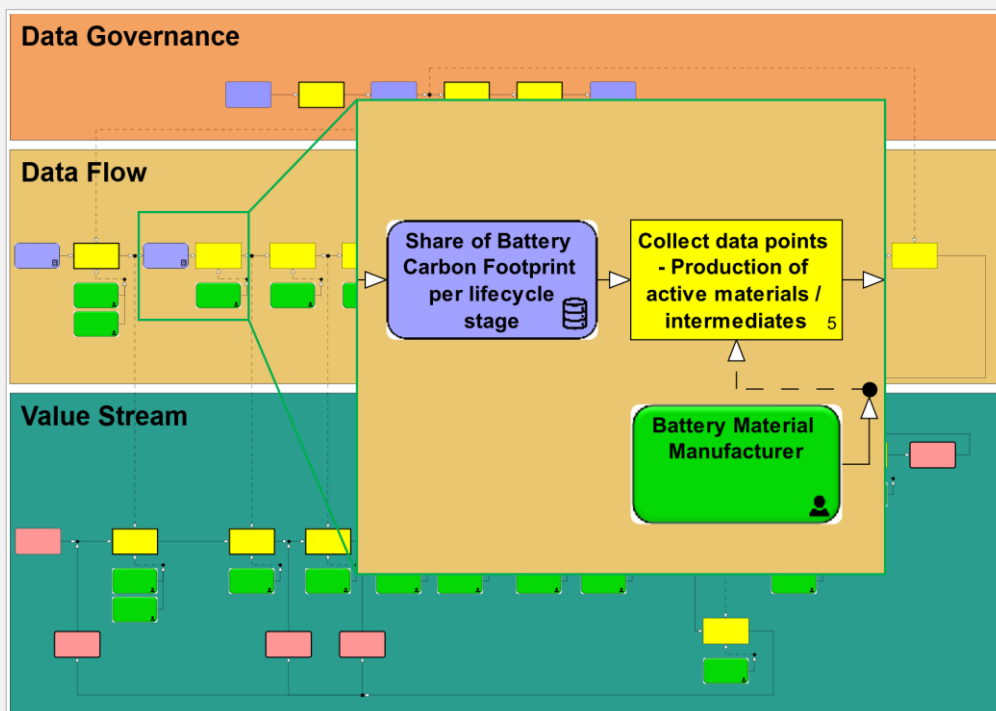 Data Governance
Data Flow
Share of Battery
Carbon Footprint
per lifecycle
stage
Collect data points
- Production of
active materials /
intermediates
5
Battery Material
Manufacturer
Value Stream